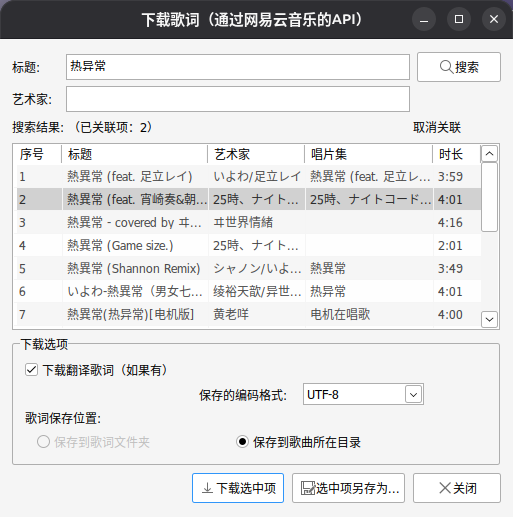 下载歌词（通过网易云音乐的API）
标题: 热异常 搜索
艺术家:
搜索结果: （已关联项：2） 取消关联
序号 标题 艺术家 唱片集 时长
1 熱異常 (feat. 足立レイ) いよわ/足立レイ 熱異常 (feat. 足立レ... 3:59
2 熱異常 (feat. 宵崎奏&朝... 25時、ナイト... 25時、ナイトコード... 4:01
3 熱異常 - covered by ヰ... ヰ世界情緒 4:16
4 熱異常 (Game size.) 25時、ナイト... 2:01
5 熱異常 (Shannon Remix) シャノン/いよ... 熱異常 3:49
6 いよわ-熱異常（男女七... 绫裕天歆/异世... 热异常 4:01
7 熱異常(热异常)[电机版] 黄老咩 电机在唱歌 4:00
下载选项
下载翻译歌词（如果有）
保存的编码格式: UTF-8
歌词保存位置:
保存到歌词文件夹 保存到歌曲所在目录
下载选中项 选中项另存为... 关闭